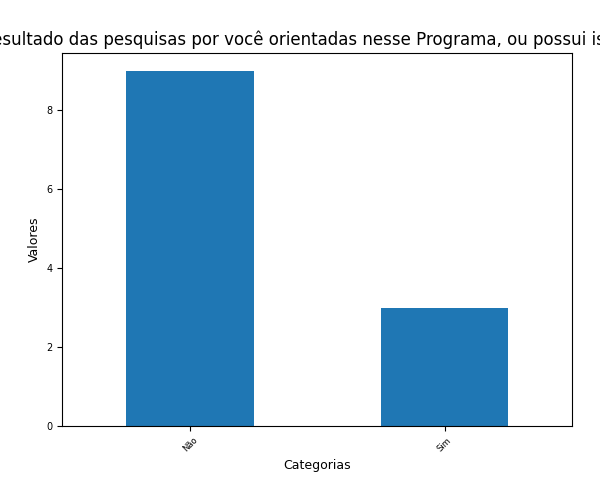 esultado das pesquisas por você orientadas nesse Programa, ou possui is
8
6
4
2
0
Valores
Não
Sim
Categorias